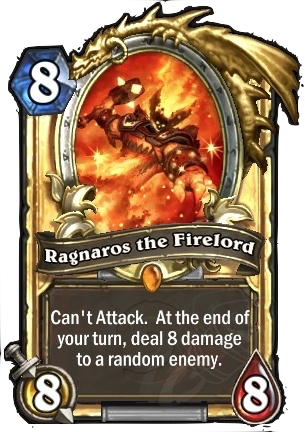 8
Ragnaros the Firelord
Can't Attack.  At the end of
your turn, deal 8 damage
to a random enemy.
8
8